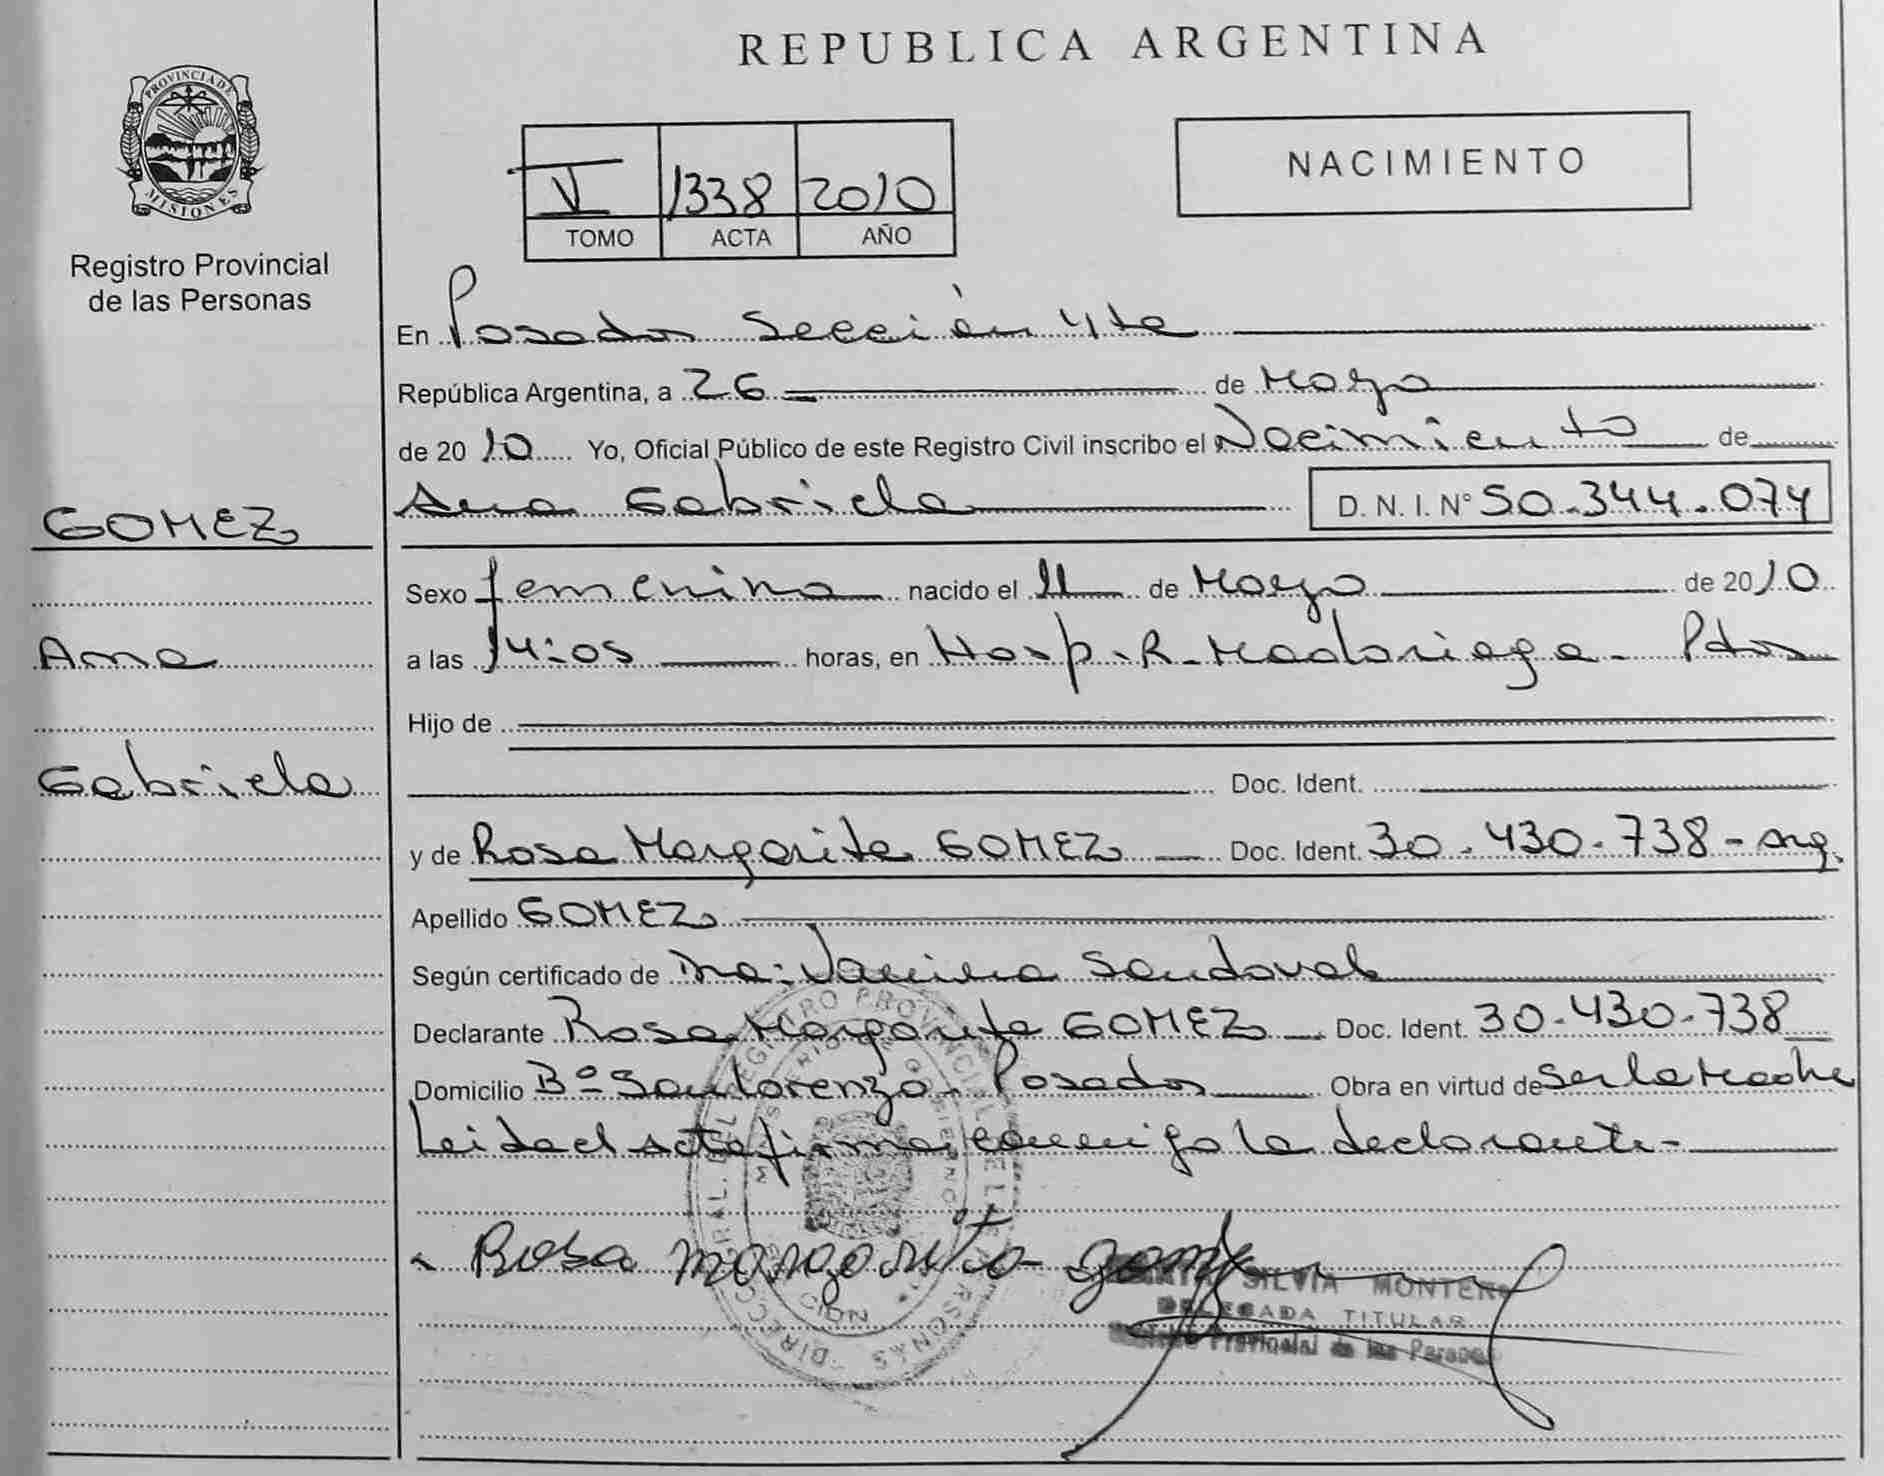 PROVINCIA DE
MISIONES
Registro Provincial
de las Personas
GOMEZ
Ana
Gabriela
REPUBLICA ARGENTINA
V 1338 2010
TOMO ACTA AÑO
NACIMIENTO
En Posadas Sección 4ta
República Argentina, a 26 de Mayo
de 2010 Yo, Oficial Público de este Registro Civil inscribo el Nacimiento de
Ana Gabriela D. N. I. N° 50.344.074
Sexo femenino nacido el 11 de Mayo de 2010
a las 14:05 horas, en Hosp. R. Madariaga - Pdas
Hijo de
Doc. Ident.
y de Rosa Margarita GOMEZ Doc. Ident. 30.430.738 - Arg.
Apellido GOMEZ
Según certificado de Dra: Vanina Sandoval
Declarante Rosa Margarita GOMEZ Doc. Ident. 30.430.738
Domicilio Bº San Lorenzo - Posadas Obra en virtud de Ser la Madre
Leida el acta firma conmigo la declarante -
Rosa margarita gomez
SILVIA MONTERO
DELEGADA TITULAR
Provincial de las Personas